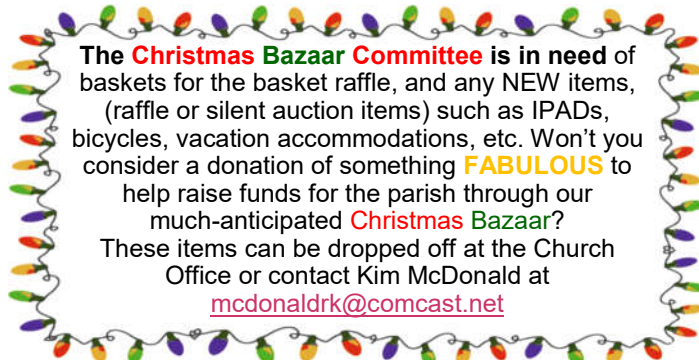 The Christmas Bazaar Committee is in need of
baskets for the basket raffle, and any NEW items,
(raffle or silent auction items) such as IPADs,
bicycles, vacation accommodations, etc. Won’t you
consider a donation of something FABULOUS to
help raise funds for the parish through our
much-anticipated Christmas Bazaar?
These items can be dropped off at the Church
Office or contact Kim McDonald at
mcdonaldrk@comcast.net